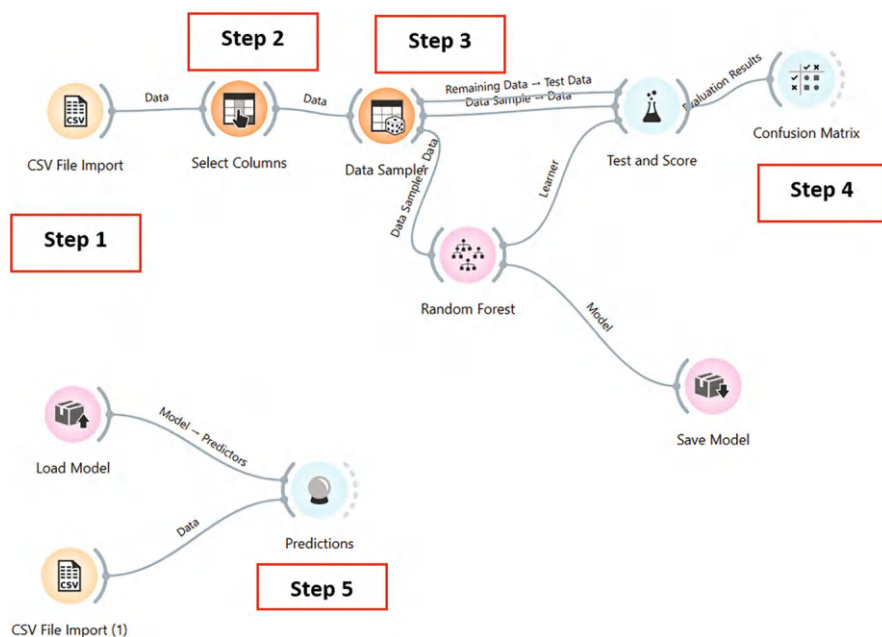 Step 2
Step 3
Data
Data
Remaining Data → Test Data
Data Sample → Data
Evaluation Results
CSV
CSV File Import
Select Columns
Data Sampler
Test and Score
Confusion Matrix
Step 1
Data Sample → Data
Learner
Step 4
Random Forest
Model
Load Model
Model → Predictors
Save Model
Data
Predictions
CSV
Step 5
CSV File Import (1)